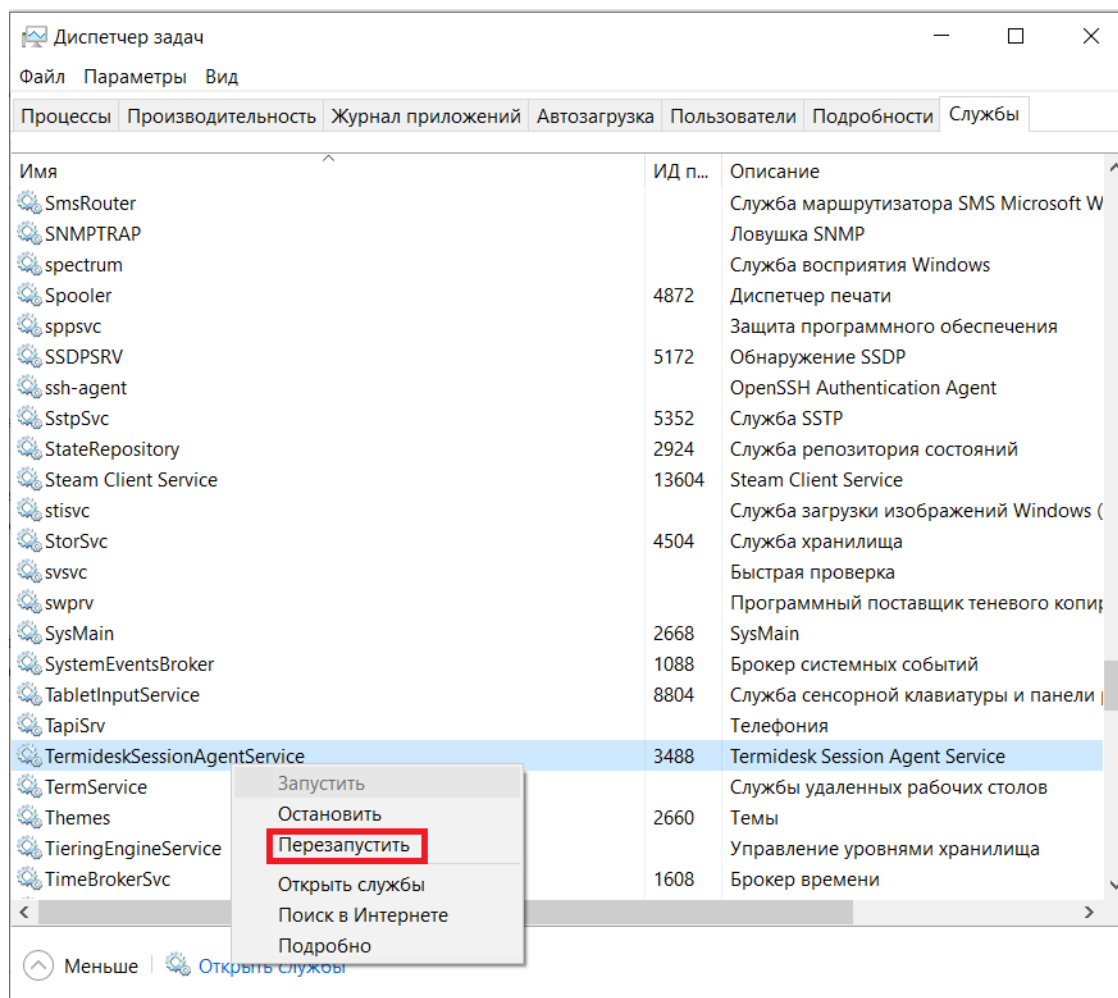 Диспетчер задач
Файл Параметры Вид
Процессы Производительность Журнал приложений Автозагрузка Пользователи Подробности Службы
Имя ИД п... Описание
SmsRouter Служба маршрутизатора SMS Microsoft W
SNMPTRAP Ловушка SNMP
spectrum Служба восприятия Windows
Spooler 4872 Диспетчер печати
sppsvc Защита программного обеспечения
SSDPSRV 5172 Обнаружение SSDP
ssh-agent OpenSSH Authentication Agent
SstpSvc 5352 Служба SSTP
StateRepository 2924 Служба репозитория состояний
Steam Client Service 13604 Steam Client Service
stisvc Служба загрузки изображений Windows (
StorSvc 4504 Служба хранилища
svsvc Быстрая проверка
swprv Программный поставщик теневого копир
SysMain 2668 SysMain
SystemEventsBroker 1088 Брокер системных событий
TabletInputService 8804 Служба сенсорной клавиатуры и панели
TapiSrv Телефония
TermideskSessionAgentService 3488 Termidesk Session Agent Service
TermService Службы удаленных рабочих столов
Themes 2660 Темы
TieringEngineService Управление уровнями хранилища
TimeBrokerSvc 1608 Брокер времени
Запустить
Остановить
Перезапустить
Открыть службы
Поиск в Интернете
Подробно
Меньше Открыть службы